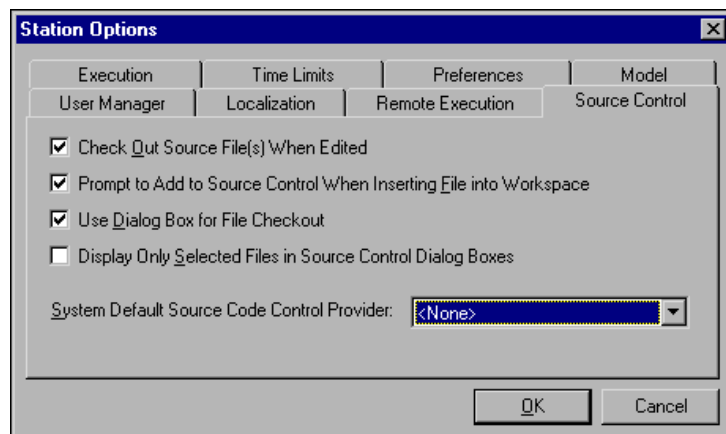 Station Options
Execution Time Limits Preferences Model
User Manager Localization Remote Execution Source Control
Check Out Source File(s) When Edited
Prompt to Add to Source Control When Inserting File into Workspace
Use Dialog Box for File Checkout
Display Only Selected Files in Source Control Dialog Boxes
System Default Source Code Control Provider: <None>
OK Cancel